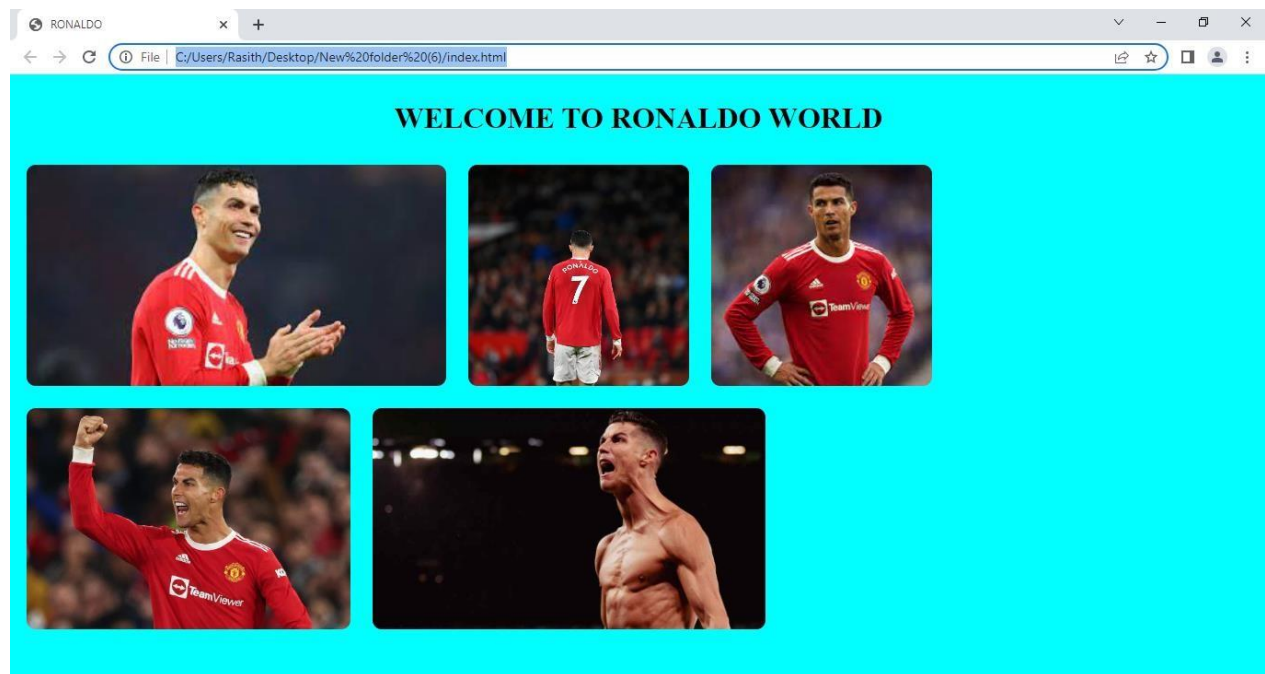 RONALDO
File
C:/Users/Rasith/Desktop/New%20folder%20(6)/index.html
WELCOME TO RONALDO WORLD
RONALDO
7
TeamViewer
TeamViewer